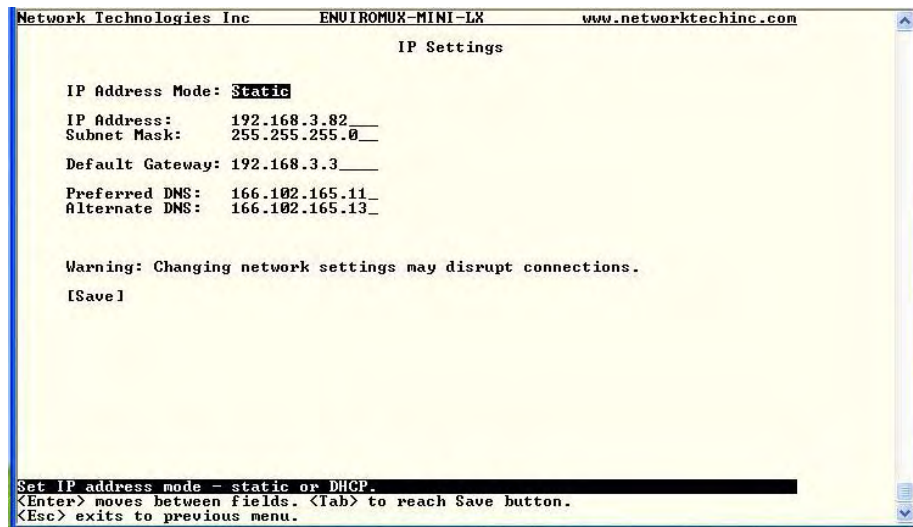 Network Technologies Inc ENVIROMUX-MINI-LX www.networktechinc.com
IP Settings
IP Address Mode: Static
IP Address: 192.168.3.82___
Subnet Mask: 255.255.255.0__
Default Gateway: 192.168.3.3____
Preferred DNS: 166.102.165.11_
Alternate DNS: 166.102.165.13_
Warning: Changing network settings may disrupt connections.
[Save]
Set IP address mode - static or DHCP.
<Enter> moves between fields. <Tab> to reach Save button.
<Esc> exits to previous menu.